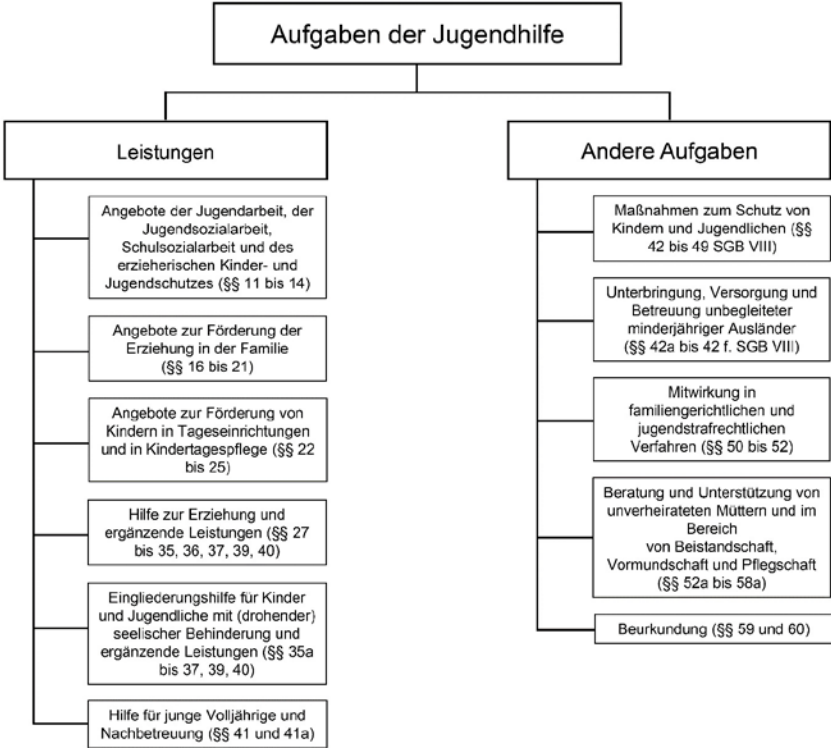 Aufgaben der Jugendhilfe
Leistungen
Angebote der Jugendarbeit, der
Jugendsozialarbeit,
Schulsozialarbeit und des
erzieherischen Kinder- und
Jugendschutzes (§§ 11 bis 14)
Angebote zur Förderung der
Erziehung in der Familie
(§§ 16 bis 21)
Angebote zur Förderung von
Kindern in Tageseinrichtungen
und in Kindertagespflege (§§ 22
bis 25)
Hilfe zur Erziehung und
ergänzende Leistungen (§§ 27
bis 35, 36, 37, 39, 40)
Eingliederungshilfe für Kinder
und Jugendliche mit (drohender)
seelischer Behinderung und
ergänzende Leistungen (§§ 35a
bis 37, 39, 40)
Hilfe für junge Volljährige und
Nachbetreuung (§§ 41 und 41a)
Andere Aufgaben
Maßnahmen zum Schutz von
Kindern und Jugendlichen (§§
42 bis 49 SGB VIII)
Unterbringung, Versorgung und
Betreuung unbegleiteter
minderjähriger Ausländer
(§§ 42a bis 42 f. SGB VIII)
Mitwirkung in
familiengerichtlichen und
jugendstrafrechtlichen
Verfahren (§§ 50 bis 52)
Beratung und Unterstützung von
unverheirateten Müttern und im
Bereich
von Beistandschaft,
Vormundschaft und Pflegschaft
(§§ 52a bis 58a)
Beurkundung (§§ 59 und 60)